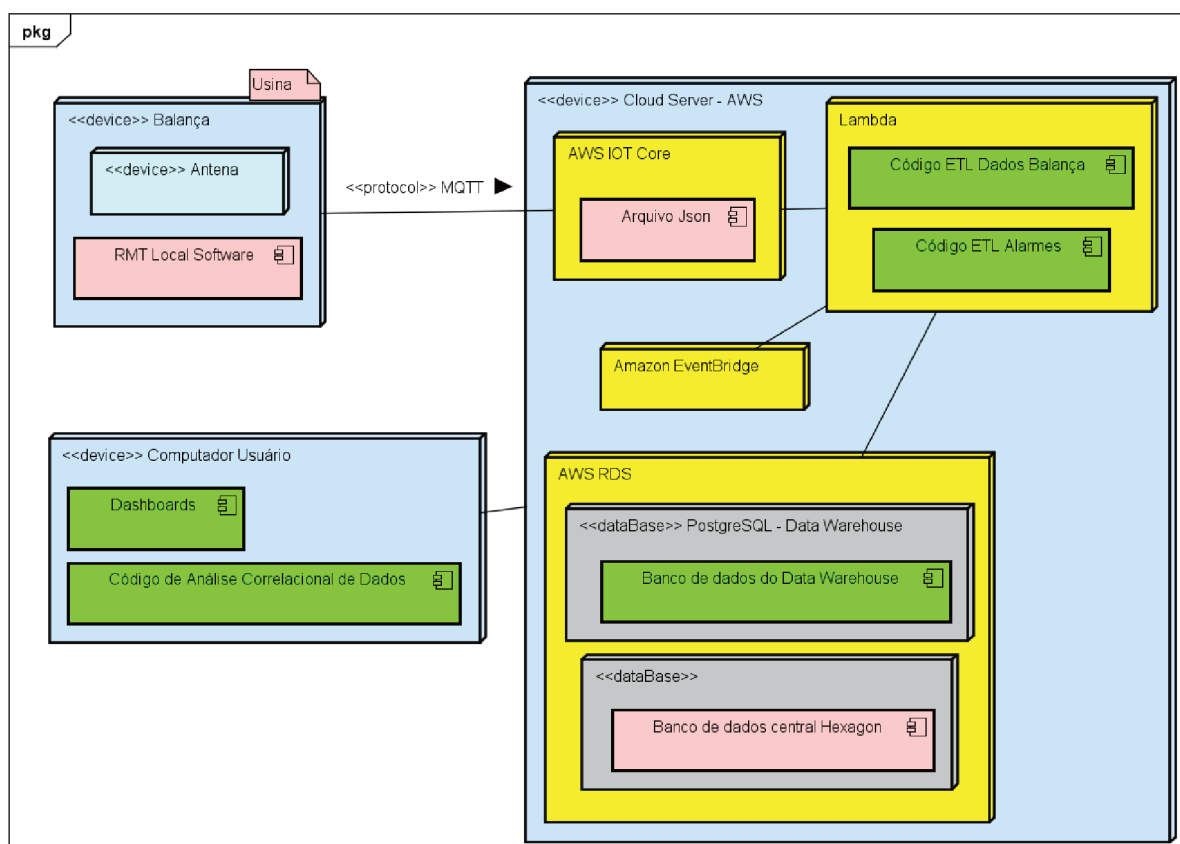 pkg
Usina
<<device>> Balança
<<device>> Antena
RMT Local Software
<<protocol>> MQTT
<<device>> Cloud Server - AWS
AWS IOT Core
Arquivo Json
Lambda
Código ETL Dados Balança
Código ETL Alarmes
Amazon EventBridge
<<device>> Computador Usuário
Dashboards
Código de Análise Correlacional de Dados
AWS RDS
<<dataBase>> PostgreSQL - Data Warehouse
Banco de dados do Data Warehouse
<<dataBase>>
Banco de dados central Hexagon